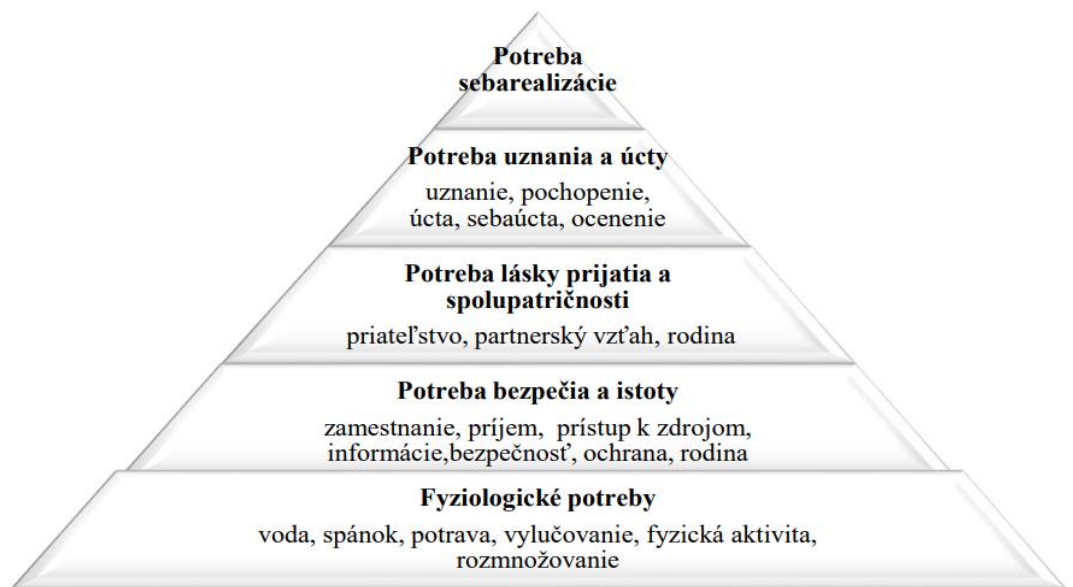 Potreba
sebarealizácie
Potreba uznania a úcty
uznanie, pochopenie,
úcta, sebaúcta, ocenenie
Potreba lásky prijatia a
spolupatričnosti
priateľstvo, partnerský vzťah, rodina
Potreba bezpečia a istoty
zamestnanie, príjem,  prístup k zdrojom,
informácie,bezpečnosť, ochrana, rodina
Fyziologické potreby
voda, spánok, potrava, vylučovanie, fyzická aktivita,
rozmnožovanie